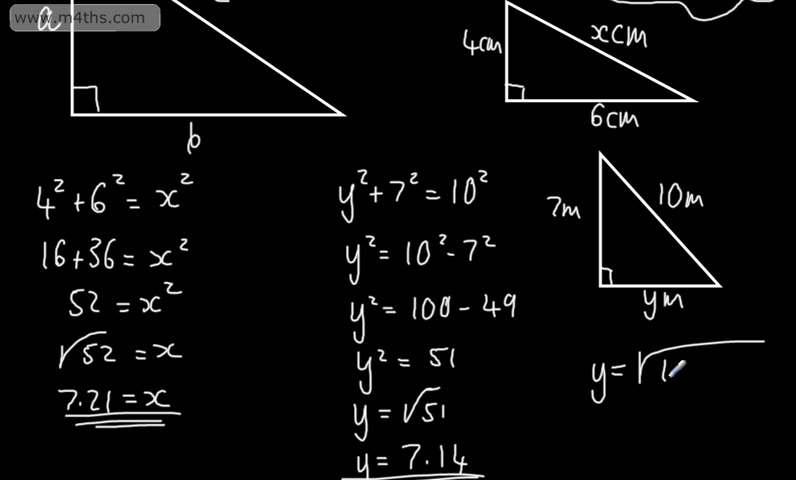 www.m4ths.com
a
b
4cm
xcm
6cm
4² + 6² = x²
16 + 36 = x²
52 = x²
√52 = x
7.21 = x
y² + 7² = 10²
y² = 10² - 7²
y² = 100 - 49
y² = 51
y = √51
y = 7.14
7m
10m
ym
y = √1